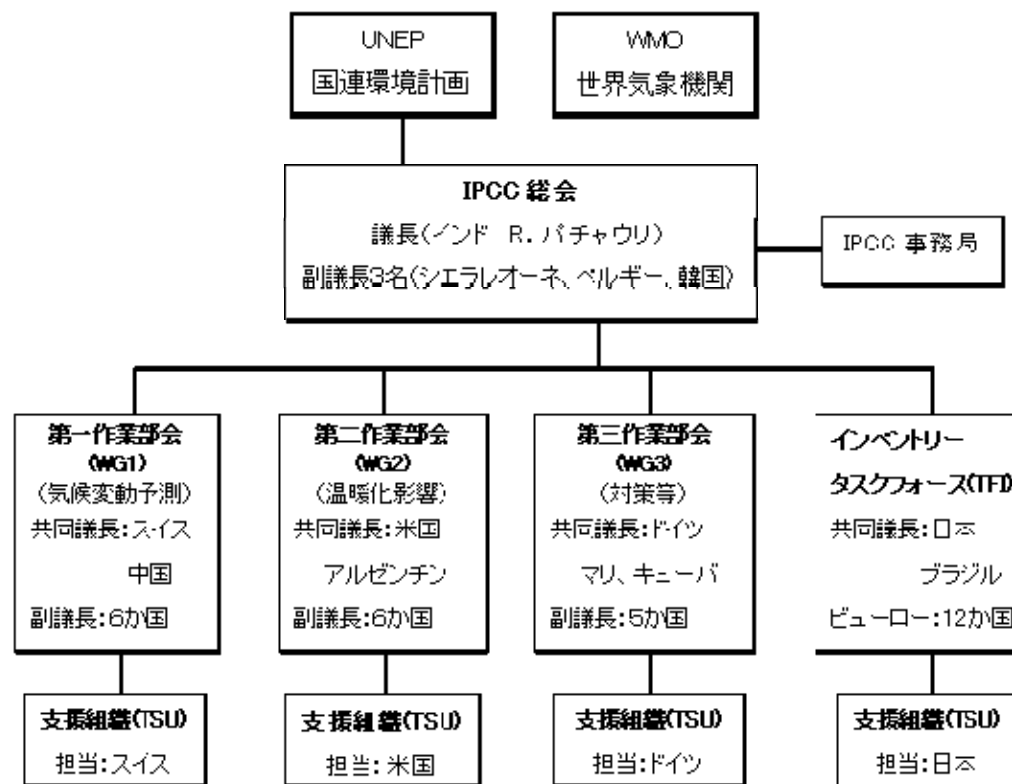 UNEP
国連環境計画
WMO
世界気象機関
IPCC 総会
議長(インド R. パチャウリ)
副議長3名(シエラレオーネ、ベルギー、韓国)
IPCC 事務局
第一作業部会
(WG1)
(気候変動予測)
共同議長:スイス
中国
副議長:6か国
第二作業部会
(WG2)
(温暖化影響)
共同議長:米国
アルゼンチン
副議長:6か国
第三作業部会
(WG3)
(対策等)
共同議長:ドイツ
マリ、キューバ
副議長:5か国
インベントリー
タスクフォース(TFI)
共同議長:日本
ブラジル
ビューロー:12か国
支援組織(TSU)
担当:スイス
支援組織(TSU)
担当:米国
支援組織(TSU)
担当:ドイツ
支援組織(TSU)
担当:日本